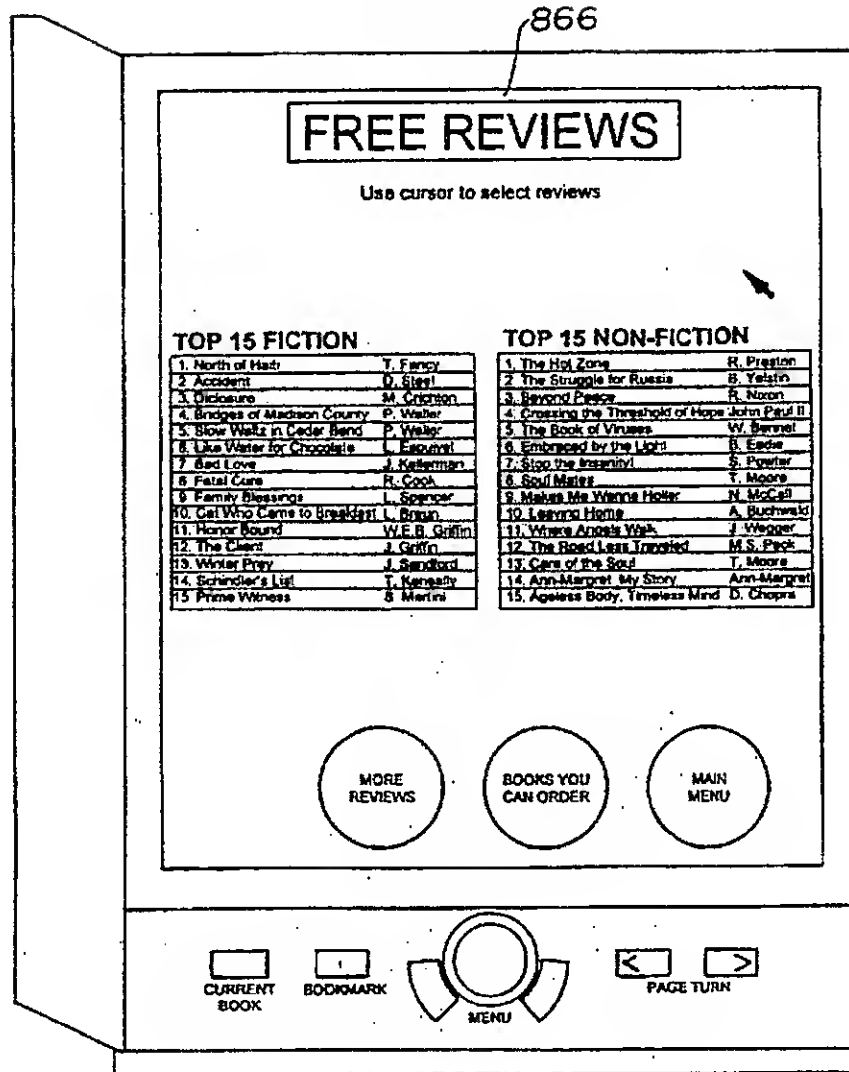 866
FREE REVIEWS
Use cursor to select reviews
TOP 15 FICTION
1. North of Haiti T. Fancy
2 Accident D. Steel
3. Diclosure M. Crichton
4. Bridges of Madison County P. Waller
5. Slow Waltz in Cedar Bend P. Waller
6. Like Water for Chocolate L. Esquivel
7. Bad Love J. Kellerman
8 Fatal Cure R. Cook
9 Family Blessings L. Spencer
10. Cat Who Came to Breakfast L. Braun
11. Honor Bound W.E.B. Griffin
12. The Client J. Griffin
13. Winter Prey J. Sandford
14. Schindler's List T. Keneally
15 Prime Witness S Martini
TOP 15 NON-FICTION
1. The Hot Zone R. Preston
2 The Struggle for Russia B. Yelstin
3. Beyond Peace R. Nixon
4. Crossing the Threshold of Hope John Paul II
5. The Book of Viruses W. Bennet
6. Embraced by the Light B. Eadie
7. Stop the Insanity! S. Powter
8. Soul Mates T. Moore
9. Makes Me Wanna Holler N. McCall
10. Leaving Home A. Buchwald
11. Where Angels Walk J. Wegger
12. The Road Less Traveled M.S. Peck
13. Care of the Soul T. Moore
14. Ann-Margret My Story Ann-Margret
15. Ageless Body, Timeless Mind D. Chopra
MORE
REVIEWS
BOOKS YOU
CAN ORDER
MAIN
MENU
CURRENT
BOOK
BOOKMARK
MENU
< >
PAGE TURN